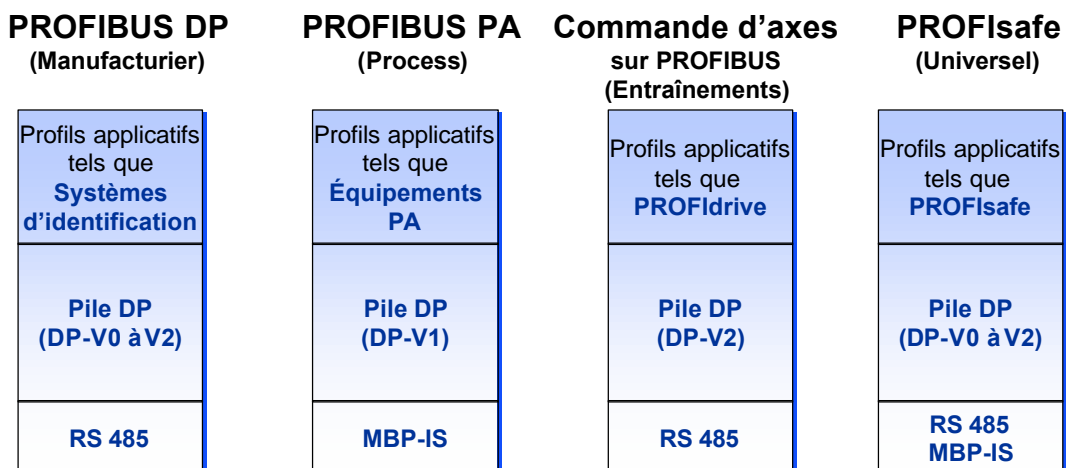 PROFIBUS DP
(Manufacturier)
Profils applicatifs
tels que
Systèmes
d'identification
Pile DP
(DP-V0 à V2)
RS 485
PROFIBUS PA
(Process)
Profils applicatifs
tels que
Équipements
PA
Pile DP
(DP-V1)
MBP-IS
Commande d'axes
sur PROFIBUS
(Entraînements)
Profils applicatifs
tels que
PROFIdrive
Pile DP
(DP-V2)
RS 485
PROFIsafe
(Universel)
Profils applicatifs
tels que
PROFIsafe
Pile DP
(DP-V0 à V2)
RS 485
MBP-IS